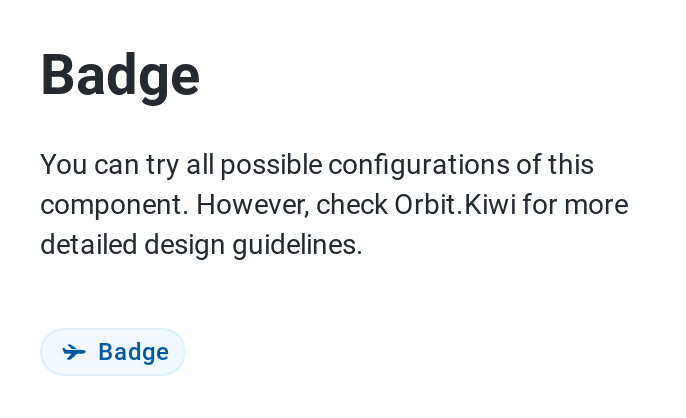 Badge
You can try all possible configurations of this
component. However, check Orbit.Kiwi for more
detailed design guidelines.
Badge